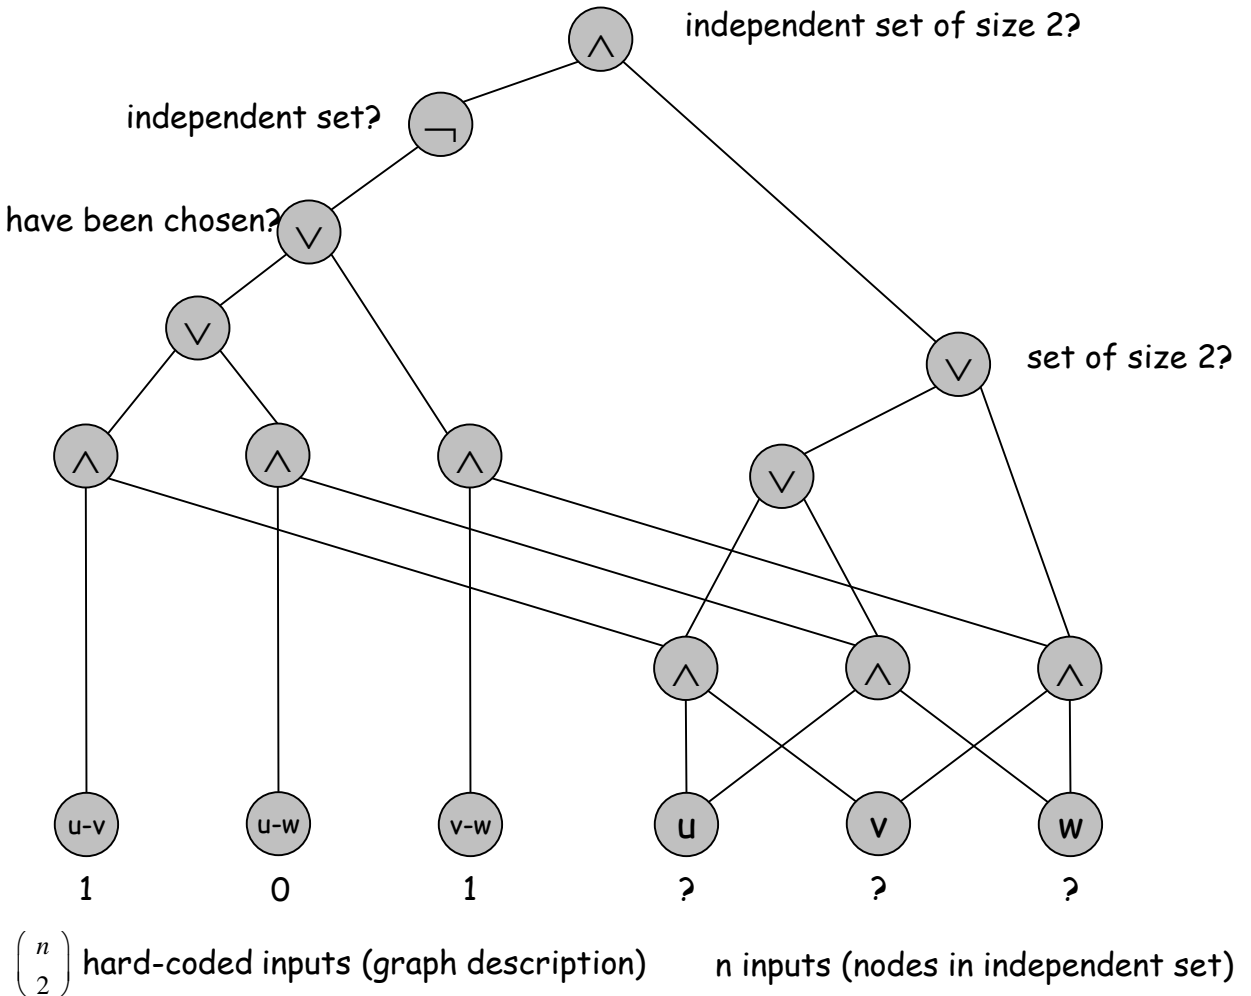 independent set of size 2?
∧
independent set?
¬
have been chosen?
∨
∨
∨
set of size 2?
∧
∧
∧
∨
∧
∧
∧
u-v
u-w
v-w
u
v
w
1
0
1
?
?
?
(n 2) hard-coded inputs (graph description)
n inputs (nodes in independent set)